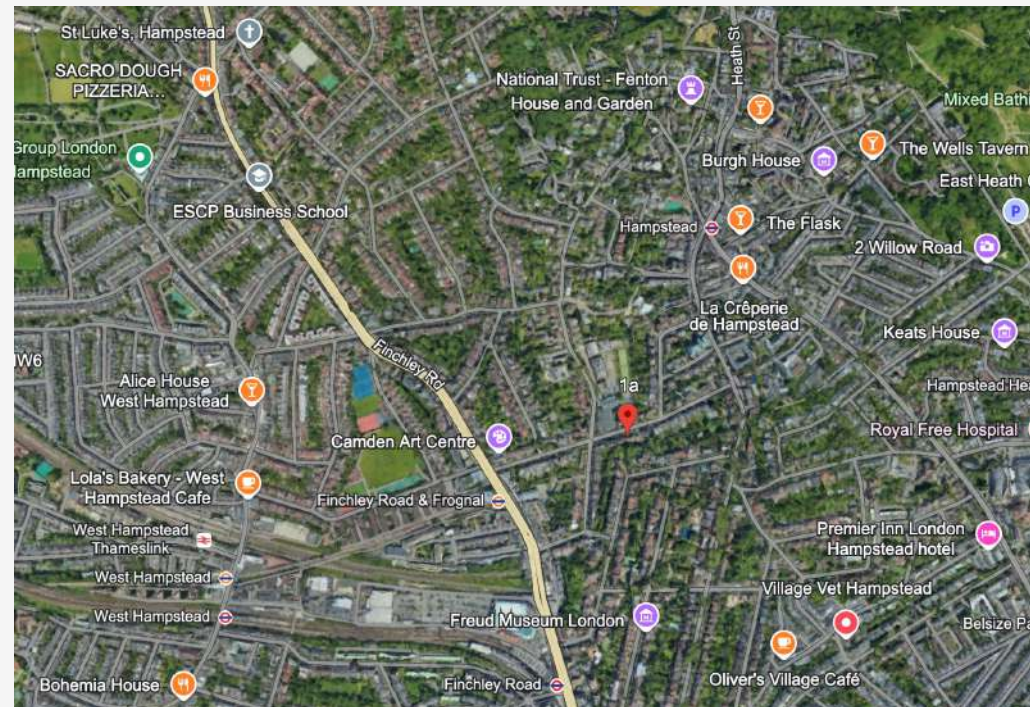 St Luke's, Hampstead
SACRO DOUGH
PIZZERIA...
National Trust - Fenton
House and Garden
Heath St
Mixed Bathi
Group London
Hampstead
Burgh House
The Wells Tavern
East Heath
P
ESCP Business School
Hampstead
The Flask
2 Willow Road
La Crêperie
de Hampstead
Keats House
NW6
Finchley Rd
Alice House
West Hampstead
1a
Hampstead Hea
Camden Art Centre
Royal Free Hospital
Lola's Bakery - West
Hampstead Cafe
Finchley Road & Frognal
West Hampstead
Thameslink
Premier Inn London
Hampstead hotel
West Hampstead
Village Vet Hampstead
West Hampstead
Freud Museum London
Belsize Pa
Bohemia House
Finchley Road
Oliver's Village Café